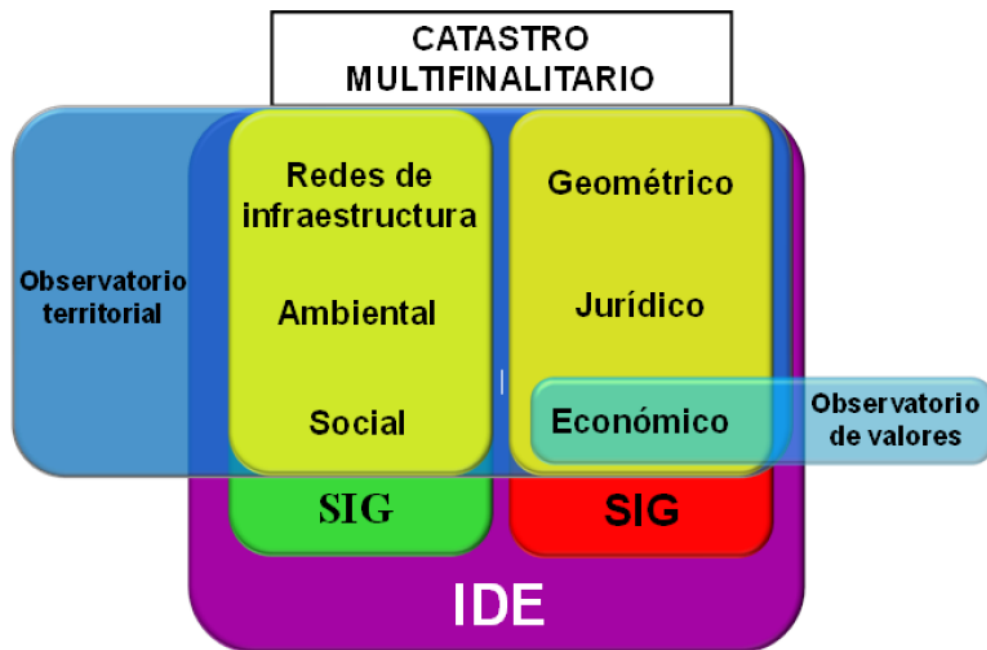 CATASTRO
MULTIFINALITARIO
Redes de
infraestructura
Ambiental
Social
SIG
Geométrico
Jurídico
Económico
SIG
Observatorio
territorial
Observatorio
de valores
IDE